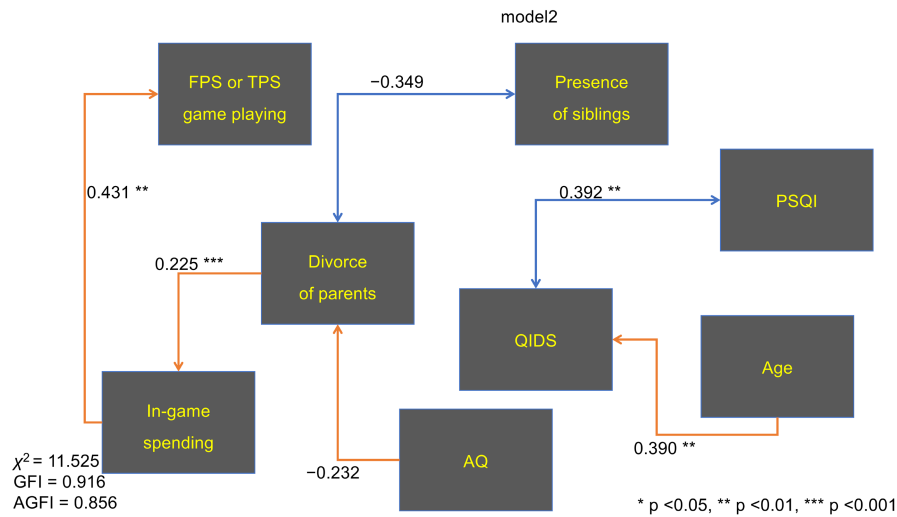 model2
FPS or TPS
game playing
−0.349
Presence
of siblings
0.431 **
0.392 **
PSQI
0.225 ***
Divorce
of parents
QIDS
Age
In-game
spending
0.390 **
AQ
−0.232
χ² = 11.525
GFI = 0.916
AGFI = 0.856
* p <0.05, ** p <0.01, *** p <0.001